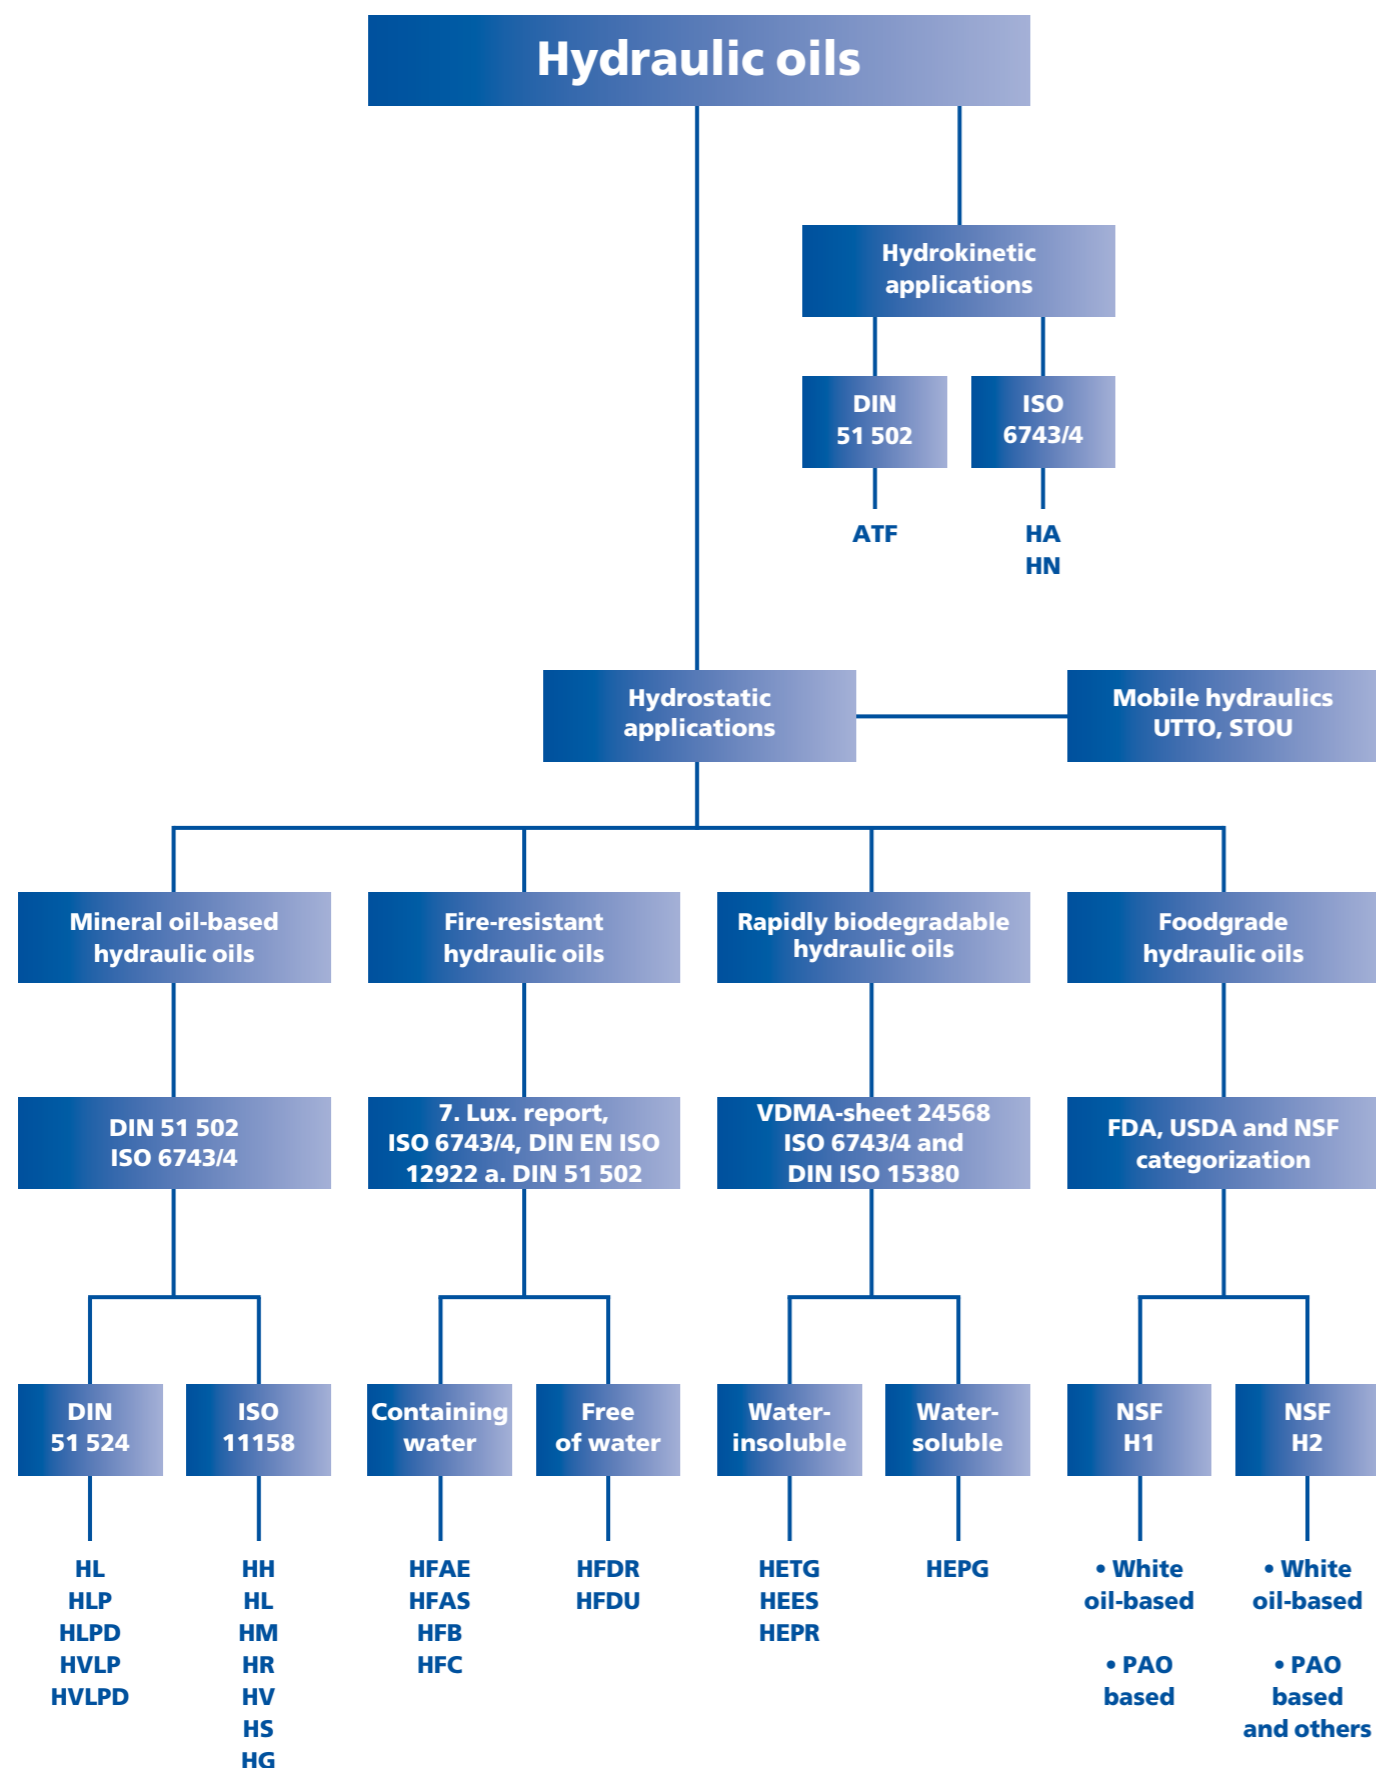 Hydraulic oils
Hydrokinetic
applications
DIN
51 502
ISO
6743/4
ATF
HA
HN
Hydrostatic
applications
Mobile hydraulics
UTTO, STOU
Mineral oil-based
hydraulic oils
Fire-resistant
hydraulic oils
Rapidly biodegradable
hydraulic oils
Foodgrade
hydraulic oils
DIN 51 502
ISO 6743/4
7. Lux. report,
ISO 6743/4, DIN EN ISO
12922 a. DIN 51 502
VDMA-sheet 24568
ISO 6743/4 and
DIN ISO 15380
FDA, USDA and NSF
categorization
DIN
51 524
ISO
11158
Containing
water
Free
of water
Water-
insoluble
Water-
soluble
NSF
H1
NSF
H2
HL
HLP
HLPD
HVLP
HVLPD
HH
HL
HM
HR
HV
HS
HG
HFAE
HFAS
HFB
HFC
HFDR
HFDU
HETG
HEES
HEPR
HEPG
• White
oil-based
• PAO
based
• White
oil-based
• PAO
based
and others